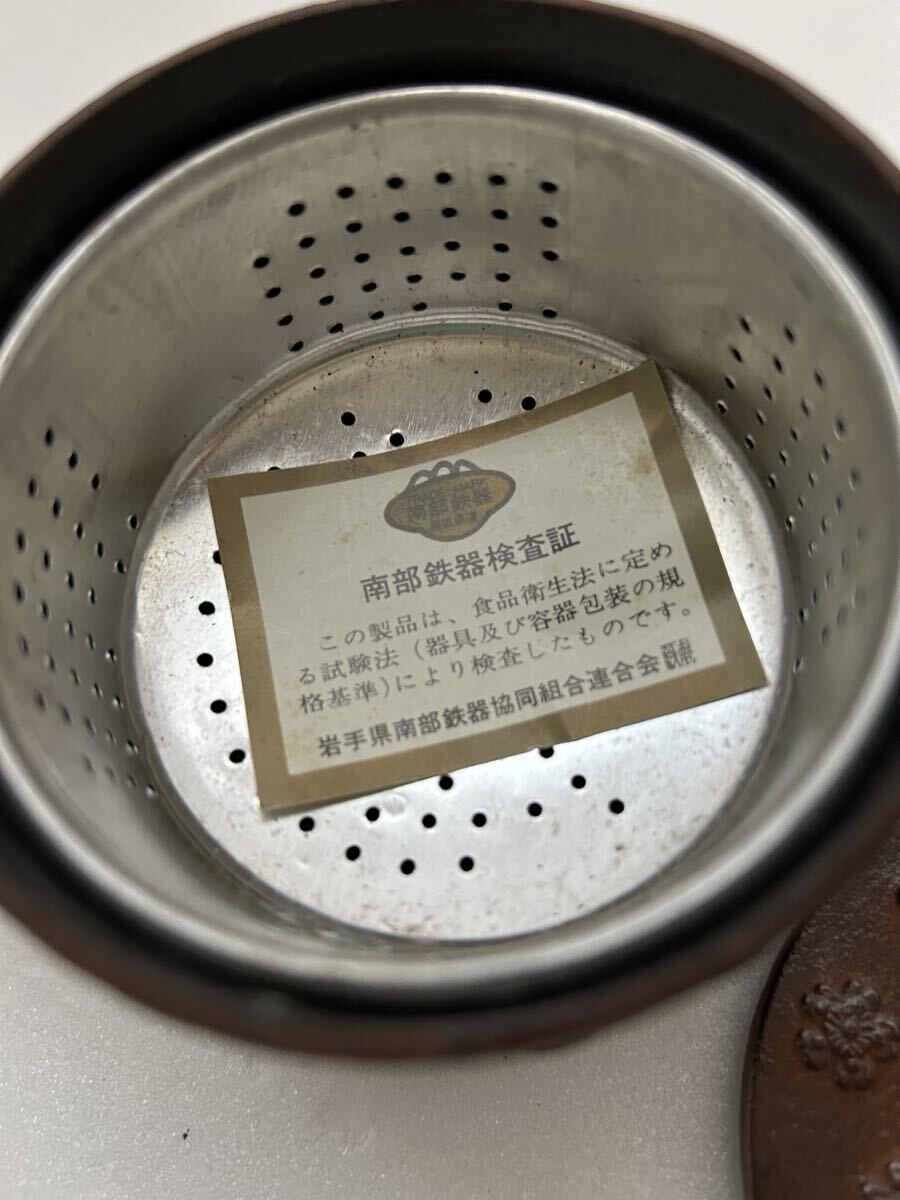 TRADE MARK
南部鉄器
南部鉄器検査証
この製品は、食品衛生法に定め
る試験法(器具及び容器包装の規
格基準)により検査したものです。
岩手県南部鉄器協同組合連合会